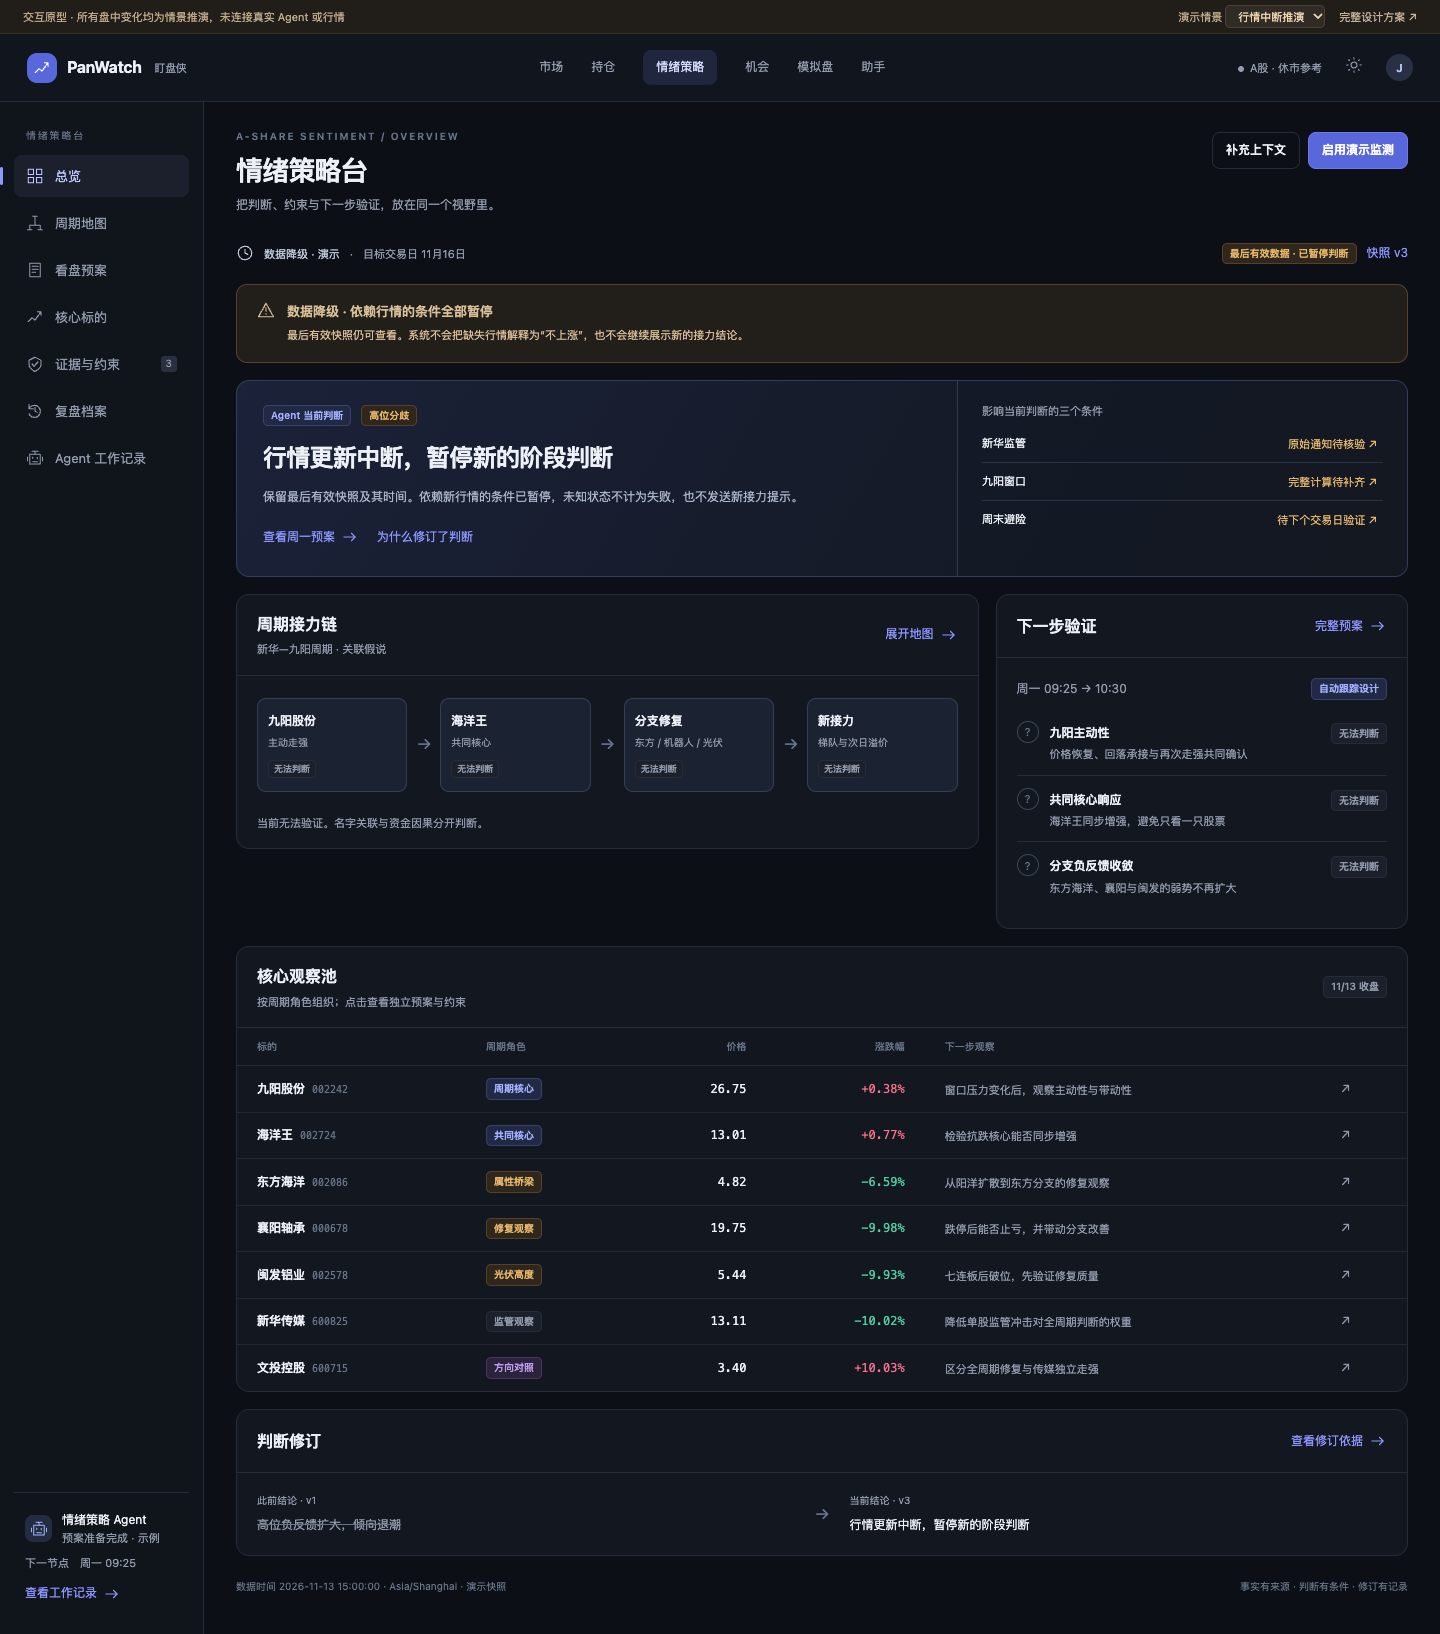 交互原型 · 所有盘中变化均为情景推演，未连接真实 Agent 或行情
演示情景 行情中断推演 完整设计方案 ↗
PanWatch 盯盘侠
市场 持仓 情绪策略 机会 模拟盘 助手
A股 · 休市参考 J
情绪策略台
总览
周期地图
看盘预案
核心标的
证据与约束 3
复盘档案
Agent 工作记录
A-SHARE SENTIMENT / OVERVIEW
情绪策略台
把判断、约束与下一步验证，放在同一个视野里。
补充上下文 启用演示监测
数据降级 · 演示 · 目标交易日 11月16日
最后有效数据 · 已暂停判断 快照 v3
数据降级 · 依赖行情的条件全部暂停
最后有效快照仍可查看。系统不会把缺失行情解释为“不上涨”，也不会继续展示新的接力结论。
Agent 当前判断 高位分歧
行情更新中断，暂停新的阶段判断
保留最后有效快照及其时间。依赖新行情的条件已暂停，未知状态不计为失败，也不发送新接力提示。
查看周一预案 → 为什么修订了判断
影响当前判断的三个条件
新华监管 原始通知待核验 ↗
九阳窗口 完整计算待补齐 ↗
周末避险 待下个交易日验证 ↗
周期接力链
新华—九阳周期 · 关联假说
展开地图 →
九阳股份
主动走强
无法判断
→
海洋王
共同核心
无法判断
→
分支修复
东方 / 机器人 / 光伏
无法判断
→
新接力
梯队与次日溢价
无法判断
当前无法验证。名字关联与资金因果分开判断。
下一步验证 完整预案 →
周一 09:25 → 10:30 自动跟踪设计
? 九阳主动性 无法判断
价格恢复、回落承接与再次走强共同确认
? 共同核心响应 无法判断
海洋王同步增强，避免只看一只股票
? 分支负反馈收敛 无法判断
东方海洋、襄阳与闽发的弱势不再扩大
核心观察池
按周期角色组织；点击查看独立预案与约束
11/13 收盘
标的 周期角色 价格 涨跌幅 下一步观察
九阳股份 002242 周期核心 26.75 +0.38% 窗口压力变化后，观察主动性与带动性 ↗
海洋王 002724 共同核心 13.01 +0.77% 检验抗跌核心能否同步增强 ↗
东方海洋 002086 属性桥梁 4.82 −6.59% 从阳洋扩散到东方分支的修复观察 ↗
襄阳轴承 000678 修复观察 19.75 −9.98% 跌停后能否止亏，并带动分支改善 ↗
闽发铝业 002578 光伏高度 5.44 −9.93% 七连板后破位，先验证修复质量 ↗
新华传媒 600825 监管观察 13.11 −10.02% 降低单股监管冲击对全周期判断的权重 ↗
文投控股 600715 方向对照 3.40 +10.03% 区分全周期修复与传媒独立走强 ↗
判断修订 查看修订依据 →
此前结论 · v1
高位负反馈扩大，倾向退潮
→
当前结论 · v3
行情更新中断，暂停新的阶段判断
情绪策略 Agent
预案准备完成 · 示例
下一节点 周一 09:25
查看工作记录 →
数据时间 2026-11-13 15:00:00 · Asia/Shanghai · 演示快照
事实有来源 · 判断有条件 · 修订有记录